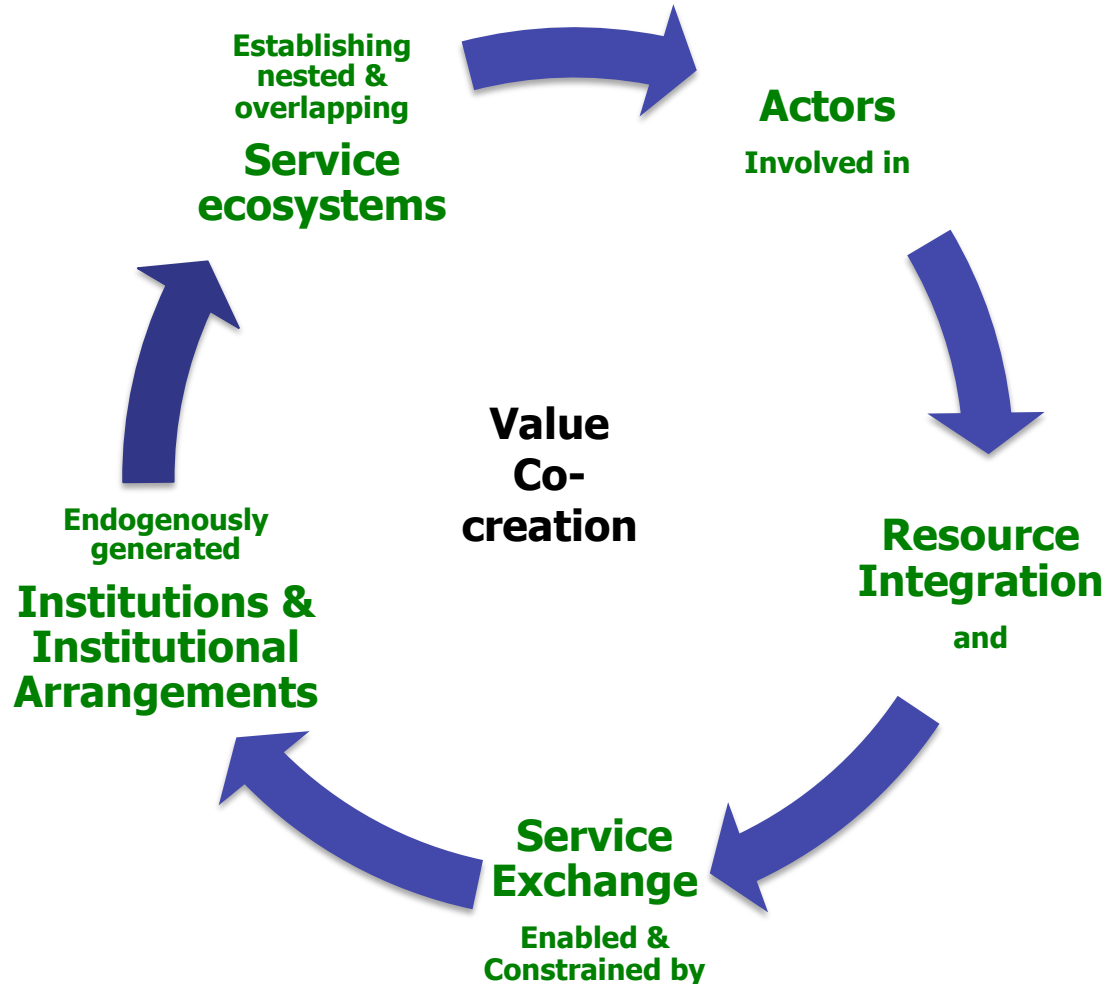 Establishing
nested &
overlapping
Service
ecosystems
Actors
Involved in
Resource
Integration
and
Service
Exchange
Enabled &
Constrained by
Endogenously
generated
Institutions &
Institutional
Arrangements
Value
Co-
creation